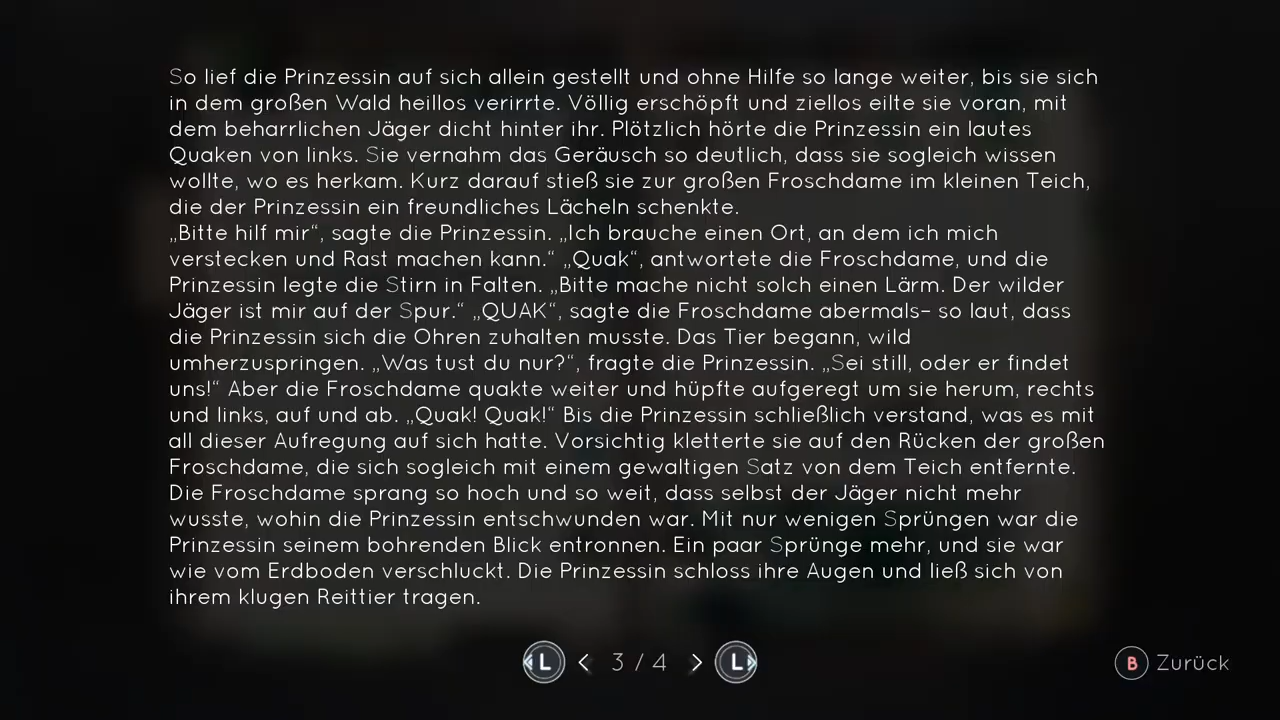 So lief die Prinzessin auf sich allein gestellt und ohne Hilfe so lange weiter, bis sie sich
in dem großen Wald heillos verirrte. Völlig erschöpft und ziellos eilte sie voran, mit
dem beharrlichen Jäger dicht hinter ihr. Plötzlich hörte die Prinzessin ein lautes
Quaken von links. Sie vernahm das Geräusch so deutlich, dass sie sogleich wissen
wollte, wo es herkam. Kurz darauf stieß sie zur großen Froschdame im kleinen Teich,
die der Prinzessin ein freundliches Lächeln schenkte.
„Bitte hilf mir“, sagte die Prinzessin. „Ich brauche einen Ort, an dem ich mich
verstecken und Rast machen kann.“ „Quak“, antwortete die Froschdame, und die
Prinzessin legte die Stirn in Falten. „Bitte mache nicht solch einen Lärm. Der wilder
Jäger ist mir auf der Spur.“ „QUAK“, sagte die Froschdame abermals– so laut, dass
die Prinzessin sich die Ohren zuhalten musste. Das Tier begann, wild
umherzuspringen. „Was tust du nur?“, fragte die Prinzessin. „Sei still, oder er findet
uns!“ Aber die Froschdame quakte weiter und hüpfte aufgeregt um sie herum, rechts
und links, auf und ab. „Quak! Quak!“ Bis die Prinzessin schließlich verstand, was es mit
all dieser Aufregung auf sich hatte. Vorsichtig kletterte sie auf den Rücken der großen
Froschdame, die sich sogleich mit einem gewaltigen Satz von dem Teich entfernte.
Die Froschdame sprang so hoch und so weit, dass selbst der Jäger nicht mehr
wusste, wohin die Prinzessin entschwunden war. Mit nur wenigen Sprüngen war die
Prinzessin seinem bohrenden Blick entronnen. Ein paar Sprünge mehr, und sie war
wie vom Erdboden verschluckt. Die Prinzessin schloss ihre Augen und ließ sich von
ihrem klugen Reittier tragen.
L < 3 / 4 > L
B Zurück